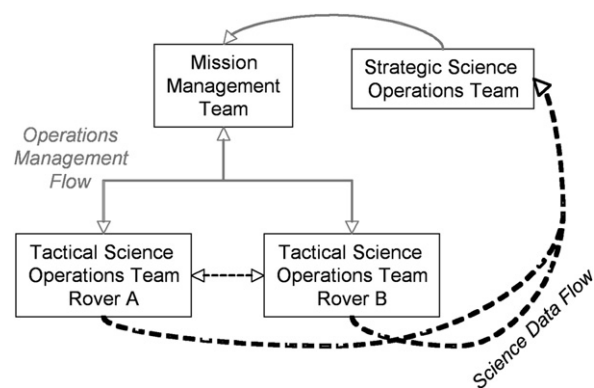 Mission
Management
Team
Strategic Science
Operations Team
Operations
Management
Flow
Tactical Science
Operations Team
Rover A
Tactical Science
Operations Team
Rover B
Science Data Flow